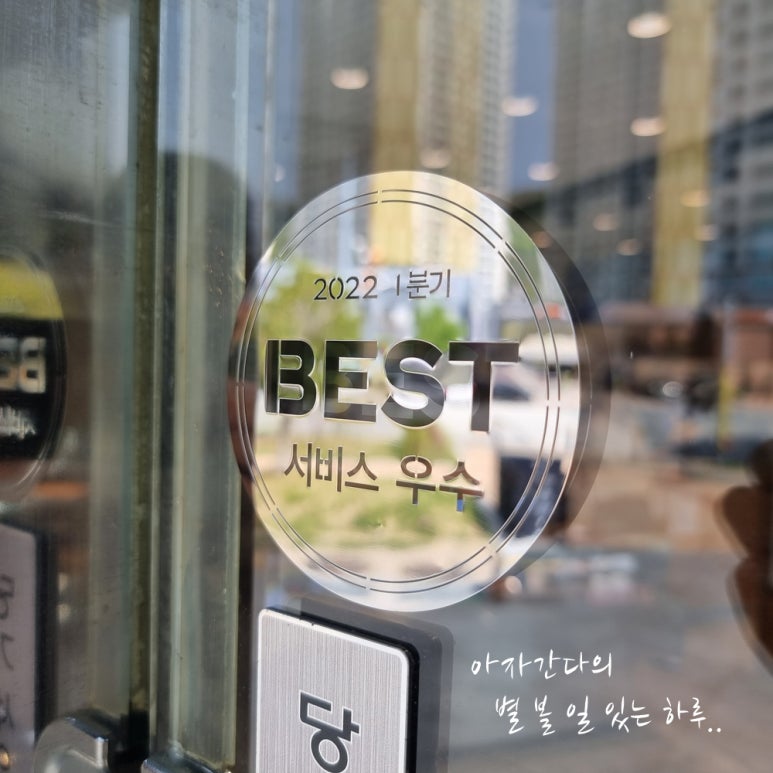 2022 1분기
BEST
서비스 우수
당
아자간다의
별 볼 일 있는 하루..